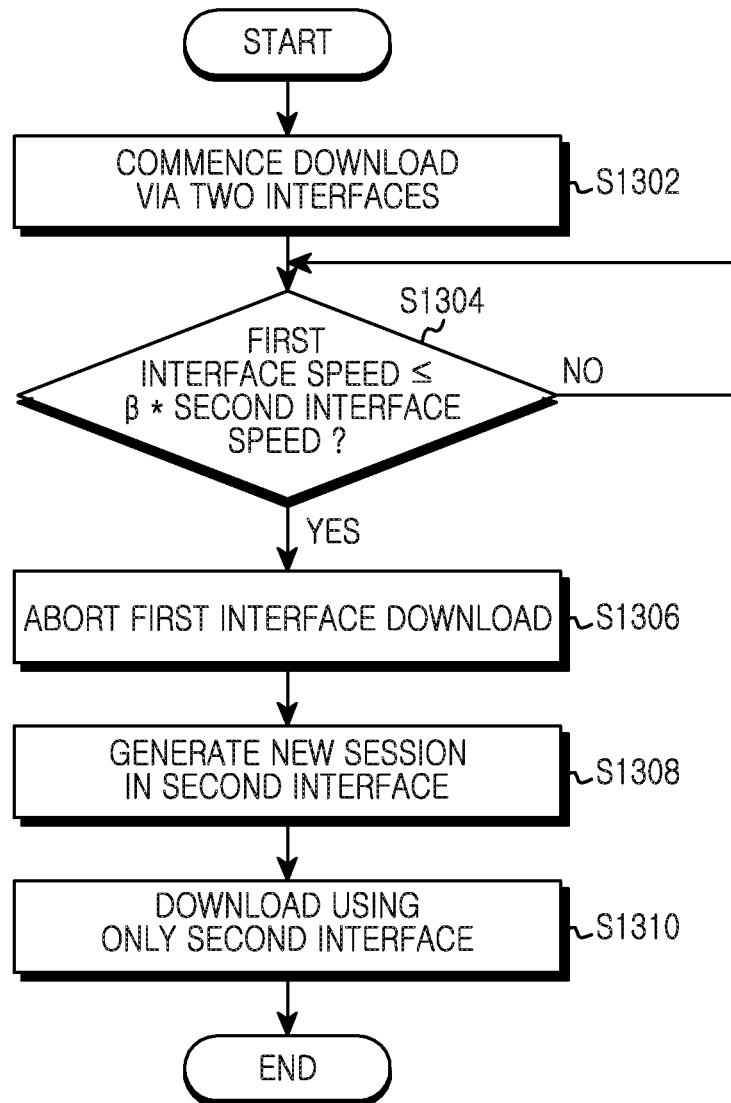 START
COMMENCE DOWNLOAD
VIA TWO INTERFACES
S1302
S1304
FIRST
INTERFACE SPEED ≤
β * SECOND INTERFACE
SPEED ?
NO
YES
ABORT FIRST INTERFACE DOWNLOAD
S1306
GENERATE NEW SESSION
IN SECOND INTERFACE
S1308
DOWNLOAD USING
ONLY SECOND INTERFACE
S1310
END